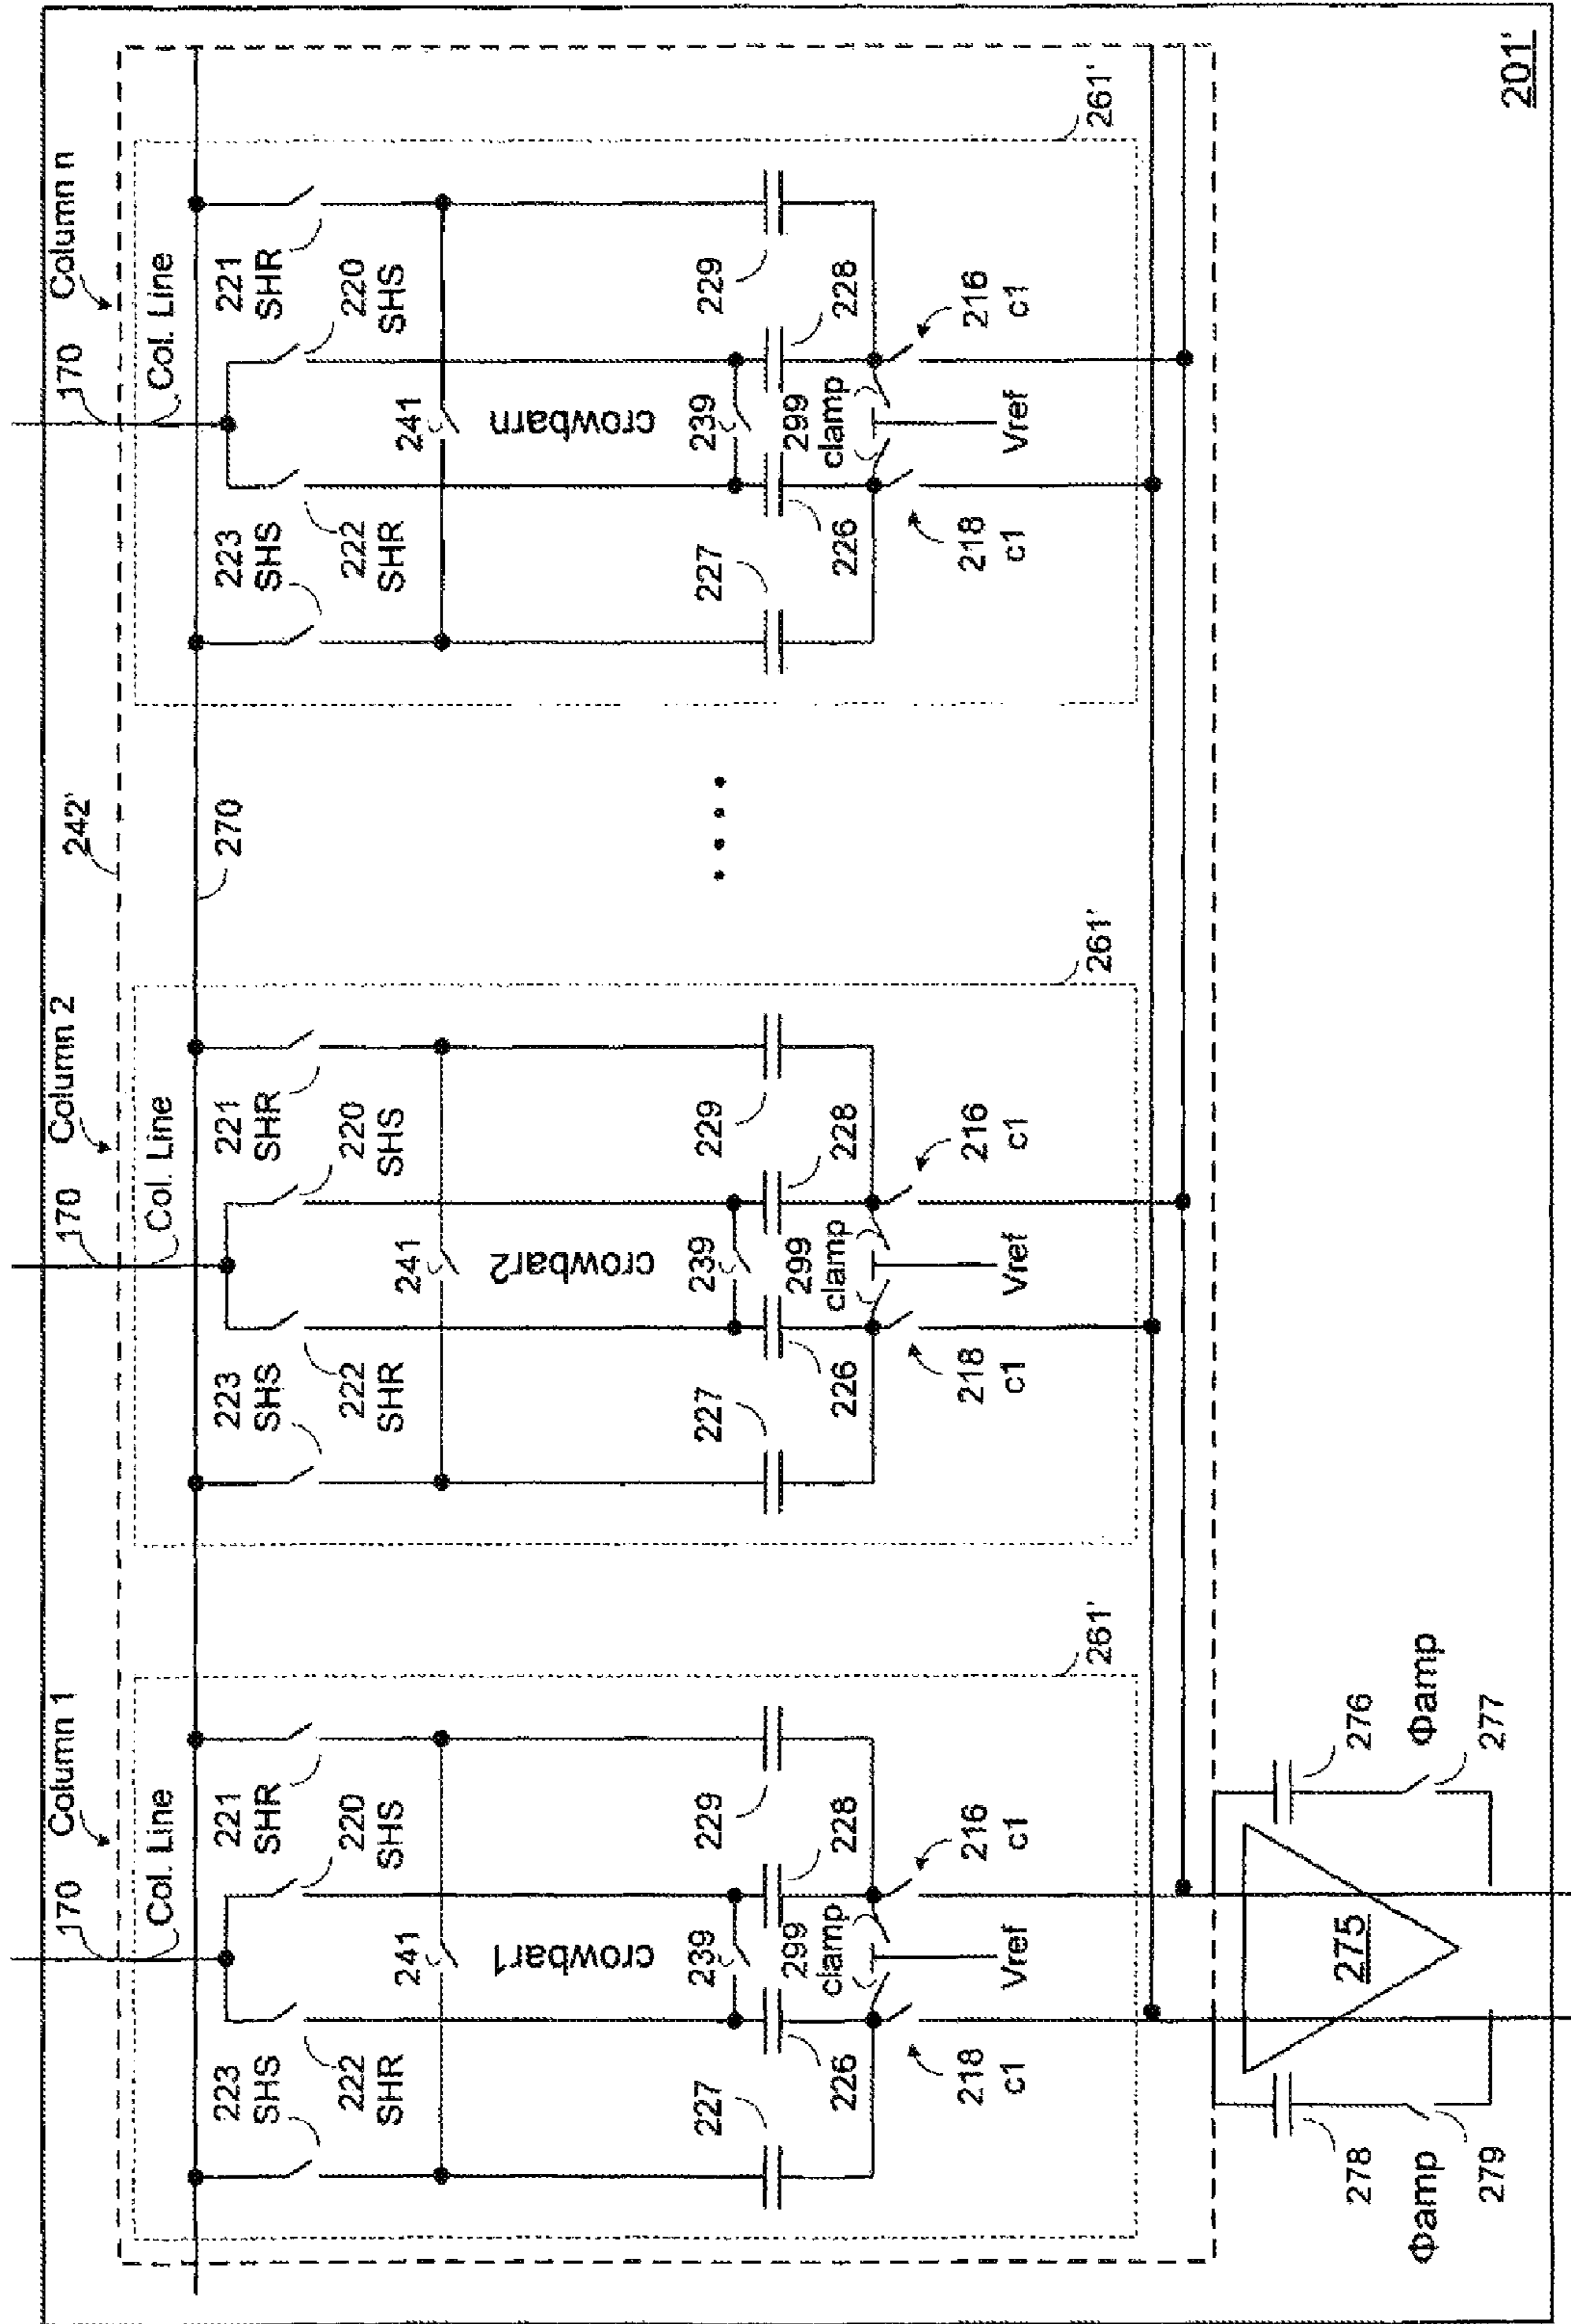 242'
Column 1
Column 2
Column n
170
170
170
Col. Line
Col. Line
Col. Line
270
223
SHS
222
SHR
221
SHR
220
SHS
241
crowbar1
239
227
226
299
clamp
228
229
218
c1
Vref
216
c1
261'
223
SHS
222
SHR
221
SHR
220
SHS
241
crowbar2
239
227
226
299
clamp
228
229
218
c1
Vref
216
c1
261'
223
SHS
222
SHR
221
SHR
220
SHS
241
crowbarn
239
227
226
299
clamp
228
229
218
c1
Vref
216
c1
261'
278
Φamp
279
275
276
Φamp
277
201'